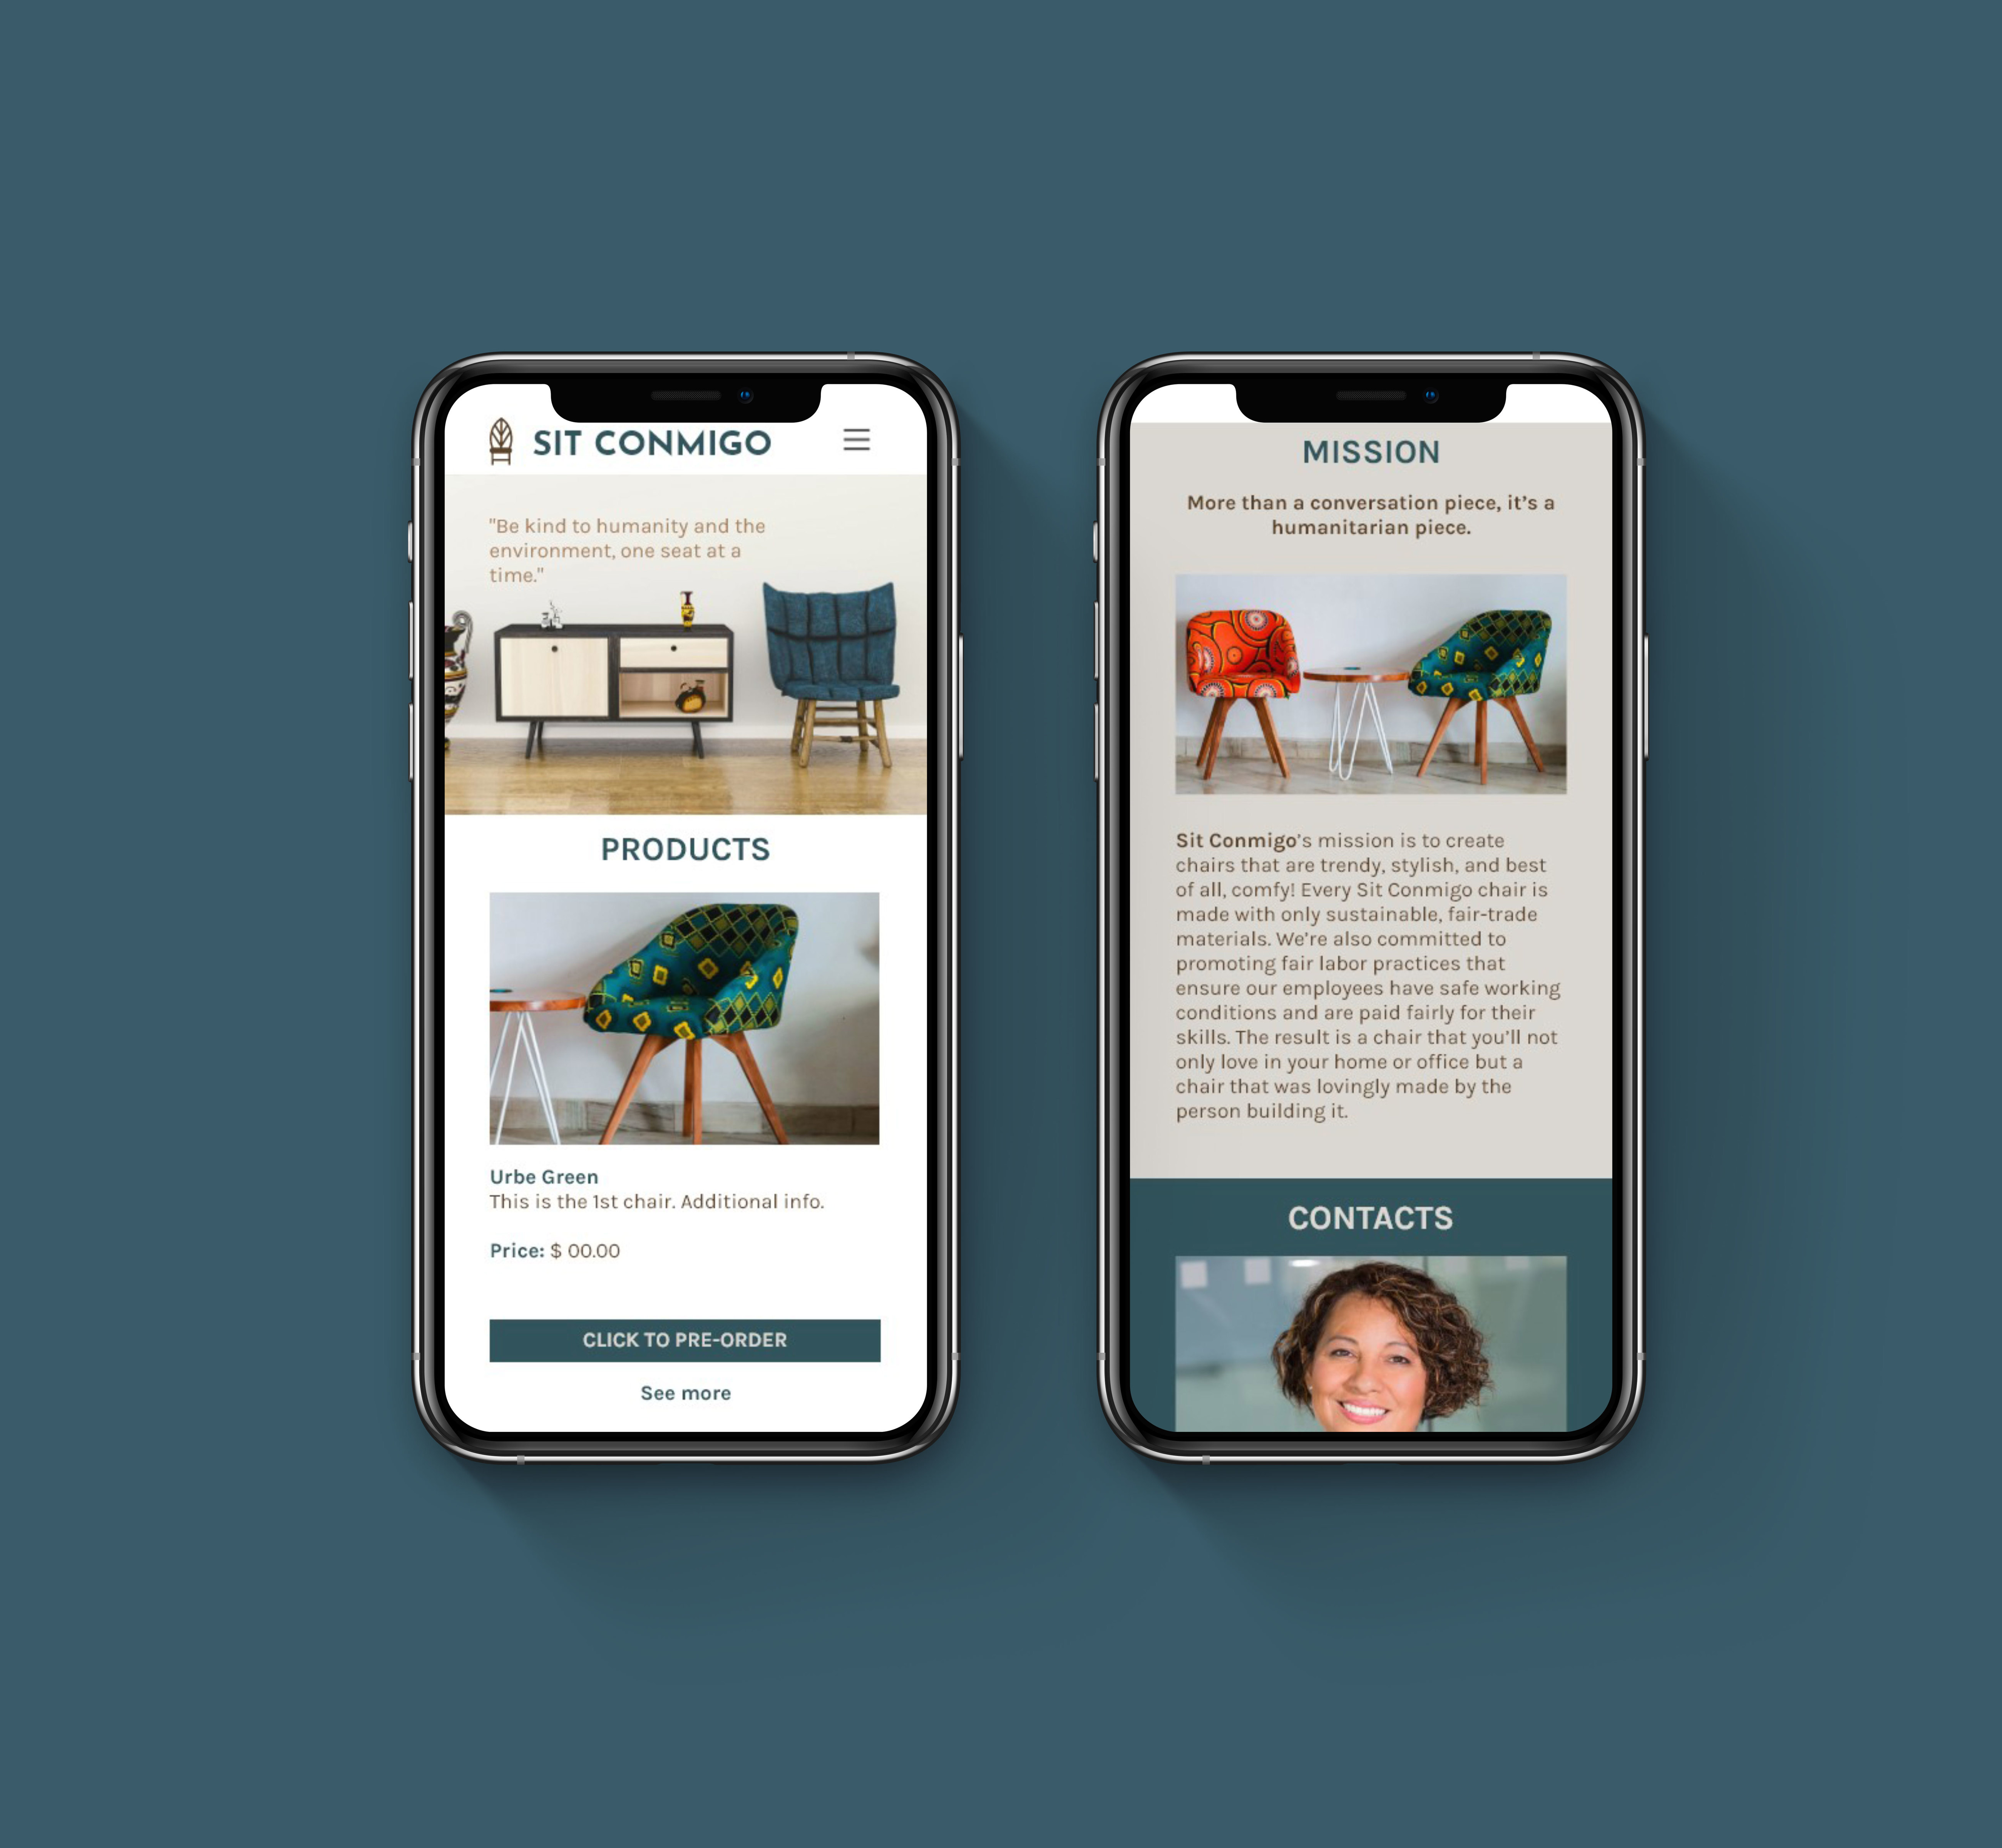 SIT CONMIGO
"Be kind to humanity and the
environment, one seat at a
time."
PRODUCTS
Urbe Green
This is the 1st chair. Additional info.
Price: $ 00.00
CLICK TO PRE-ORDER
See more
MISSION
More than a conversation piece, it’s a
humanitarian piece.
Sit Conmigo’s mission is to create
chairs that are trendy, stylish, and best
of all, comfy! Every Sit Conmigo chair is
made with only sustainable, fair-trade
materials. We’re also committed to
promoting fair labor practices that
ensure our employees have safe working
conditions and are paid fairly for their
skills. The result is a chair that you’ll not
only love in your home or office but a
chair that was lovingly made by the
person building it.
CONTACTS